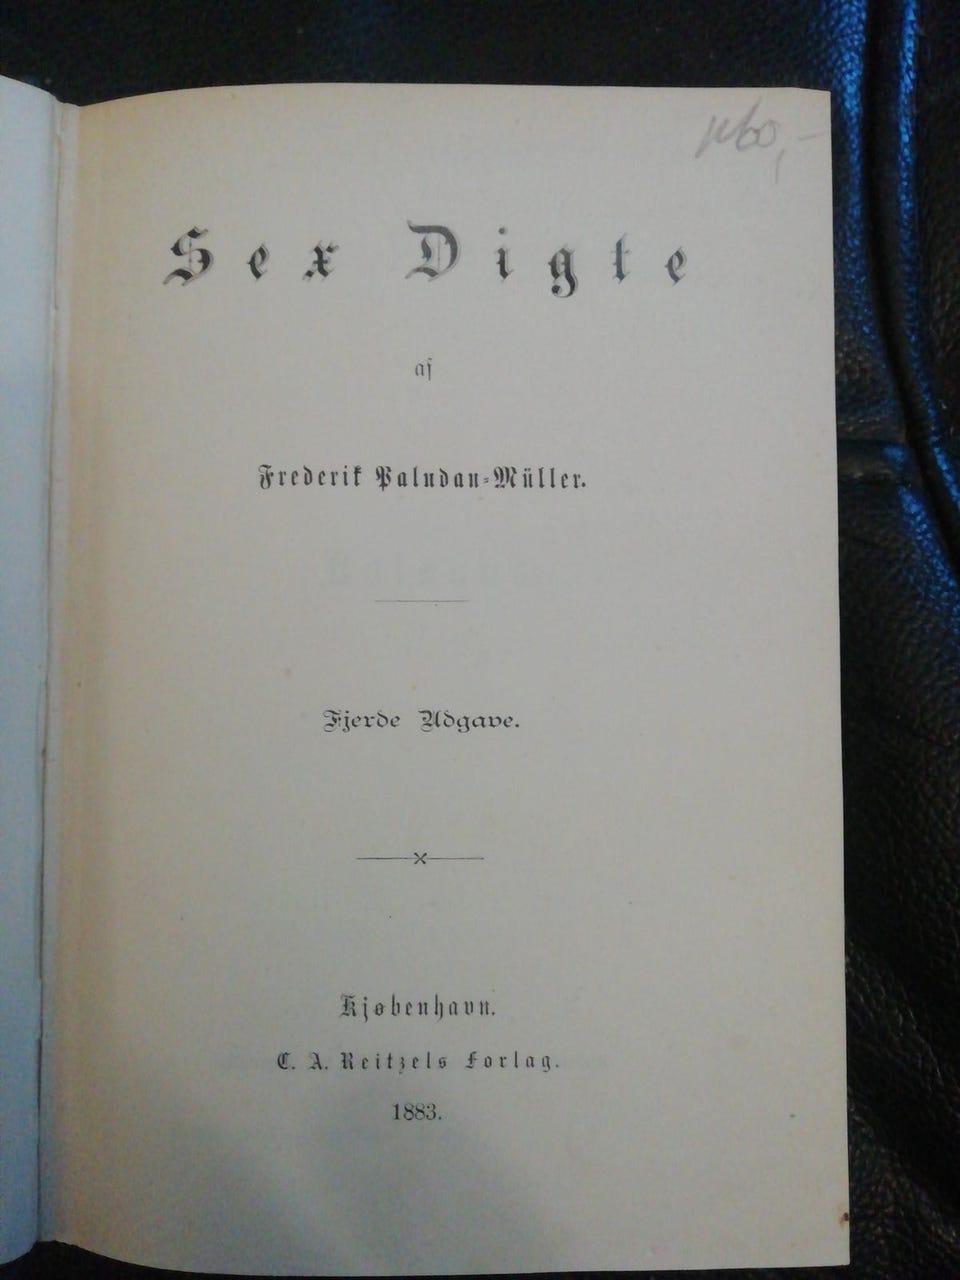 Sex Digte
af
Frederik Paludan-Müller.
Fjerde Udgave.
Kjøbenhavn.
C. A. Reitzels Forlag.
1883.